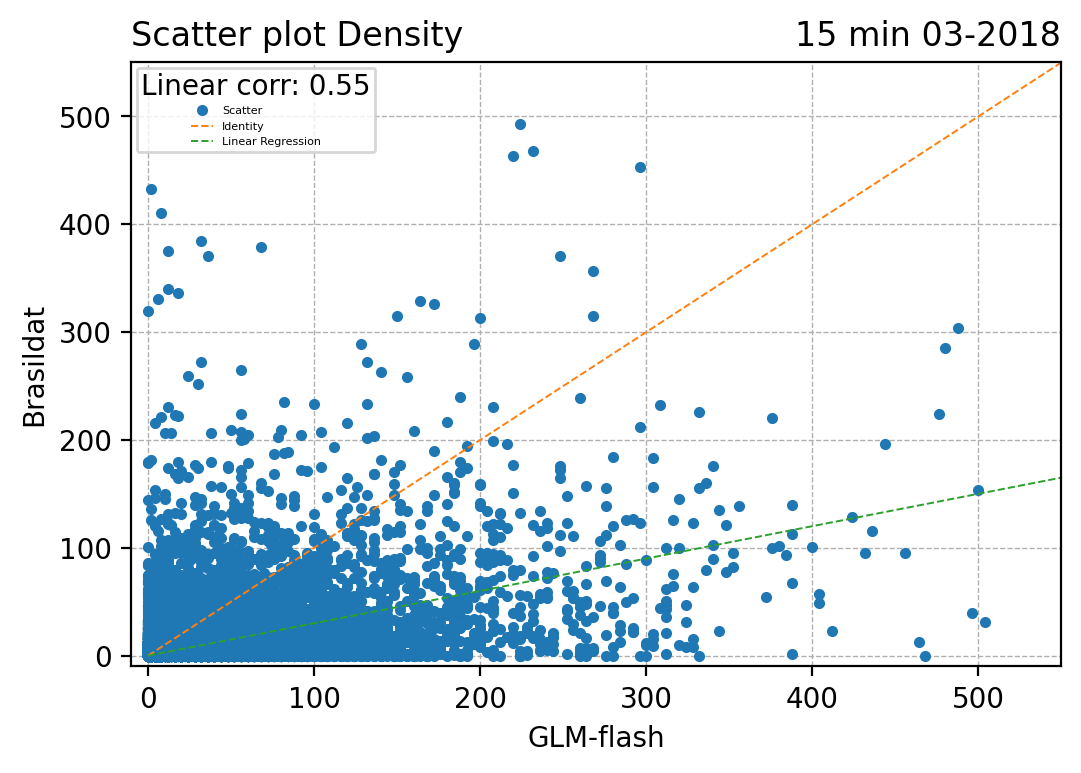 Scatter plot Density
15 min 03-2018
Linear corr: 0.55
Scatter
Identity
Linear Regression
Brasildat
500
400
300
200
100
0
0 100 200 300 400 500
GLM-flash